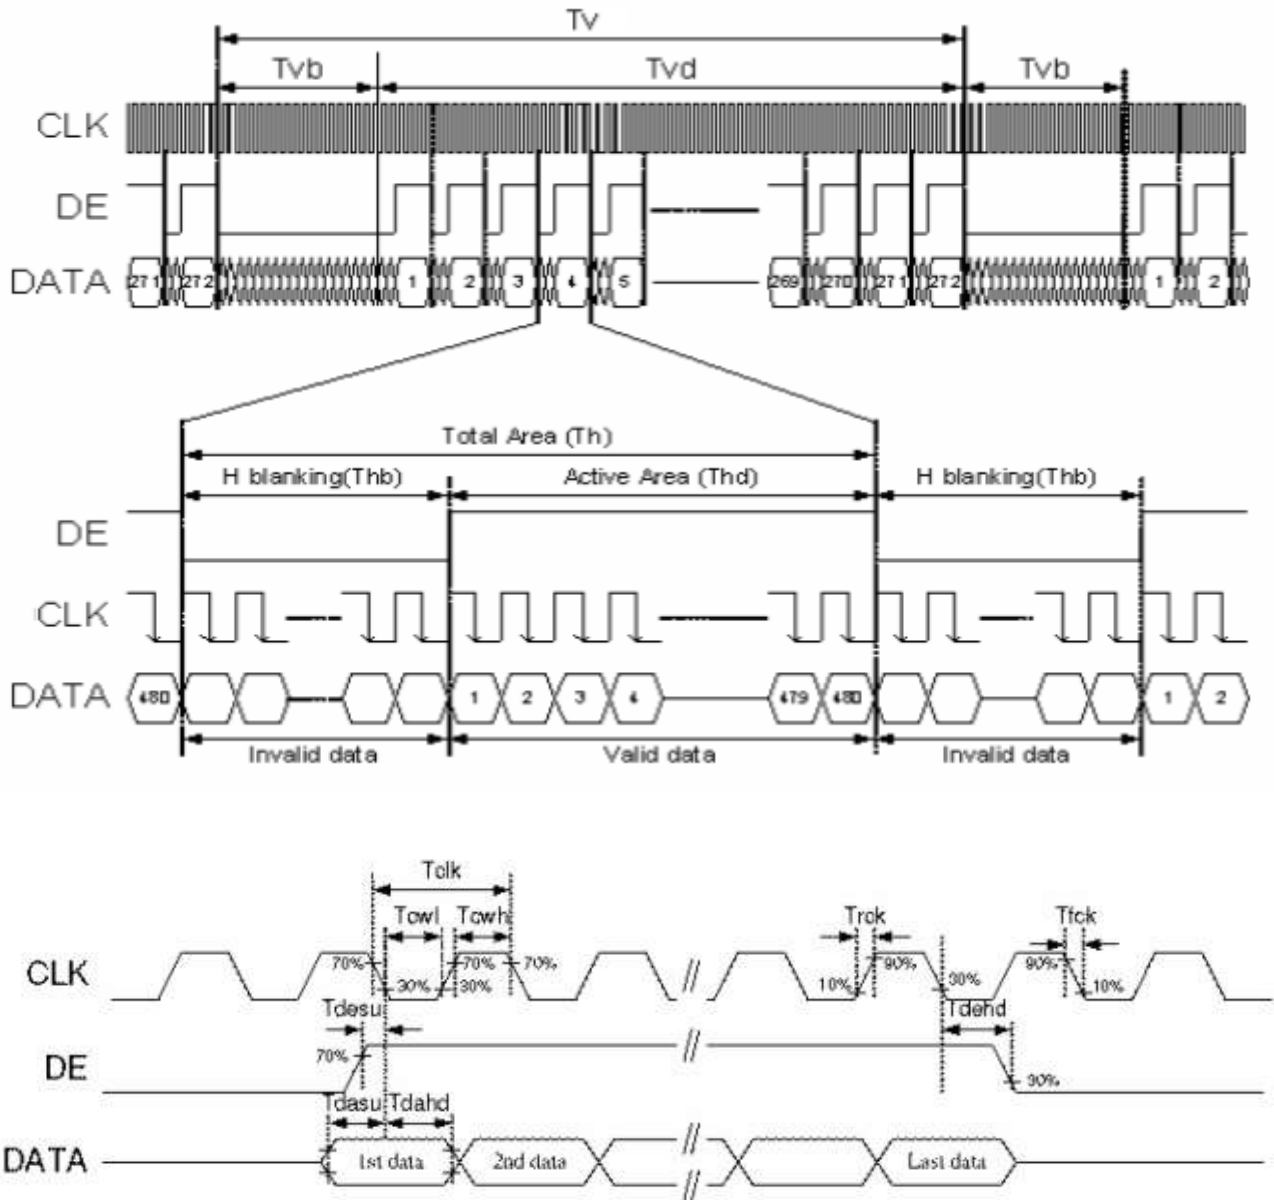 Tv
Tvb Tvd Tvb
CLK
DE
DATA 271 272 1 2 3 4 5 269 270 271 272 1 2
Total Area (Th)
H blanking(Thb) Active Area (Thd) H blanking(Thb)
DE
CLK
DATA 480 1 2 3 4 479 480 1 2
Invalid data Valid data Invalid data
Tclk
Tcwl Tcwh Trck Tfck
CLK 70% 30% 70% 30% 70% 10% 90% 30% 90% 10%
Tdesu Tdehd
DE 70% 30%
Tdasu Tdahd
DATA 1st data 2nd data Last data